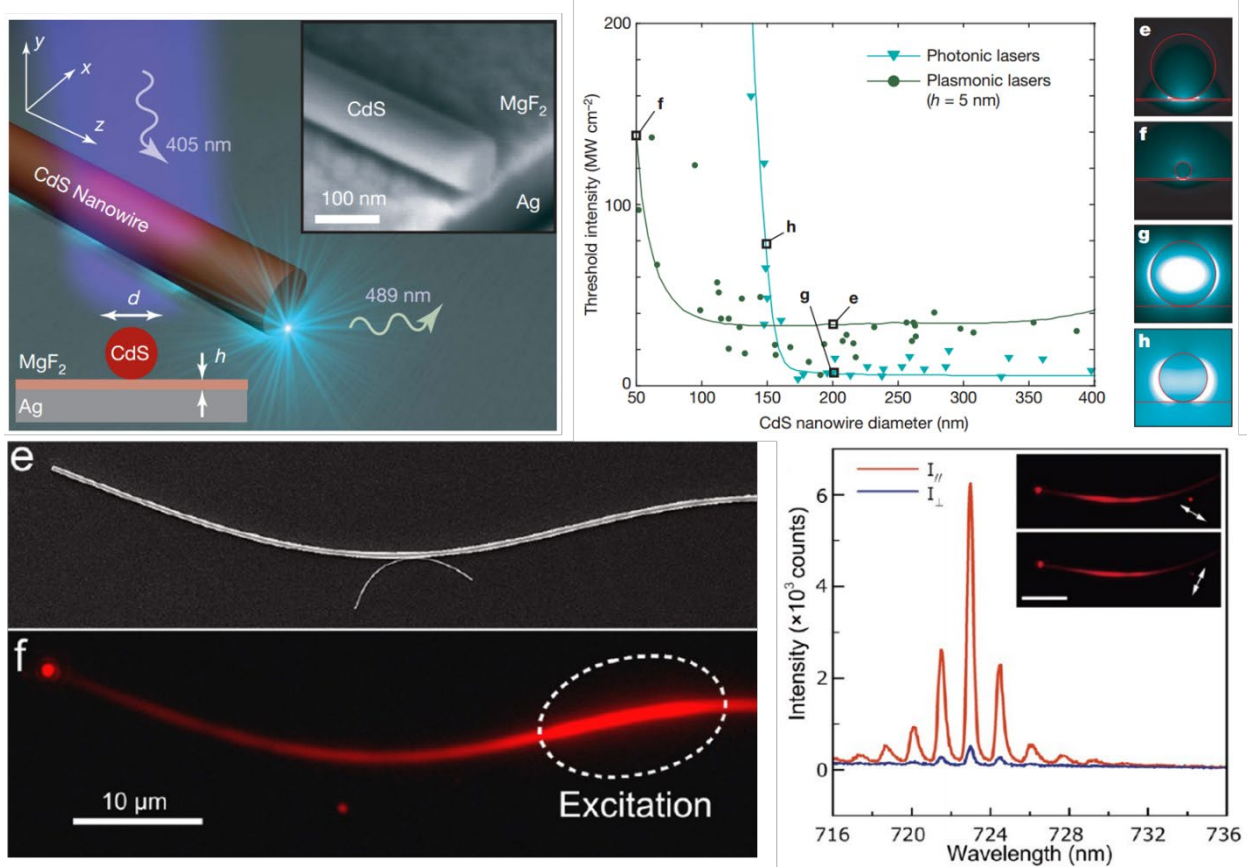 y
x
z
405 nm
CdS Nanowire
489 nm
d
CdS
MgF2
h
Ag
CdS
MgF2
Ag
100 nm
Threshold intensity (MW cm−2)
200
100
0
50 100 150 200 250 300 350 400
CdS nanowire diameter (nm)
Photonic lasers
Plasmonic lasers
(h = 5 nm)
f
h
g
e
e
f
g
h
e
f
10 μm
Excitation
Intensity (×10³ counts)
6
4
2
0
716 720 724 728 732 736
Wavelength (nm)
I//
I⊥